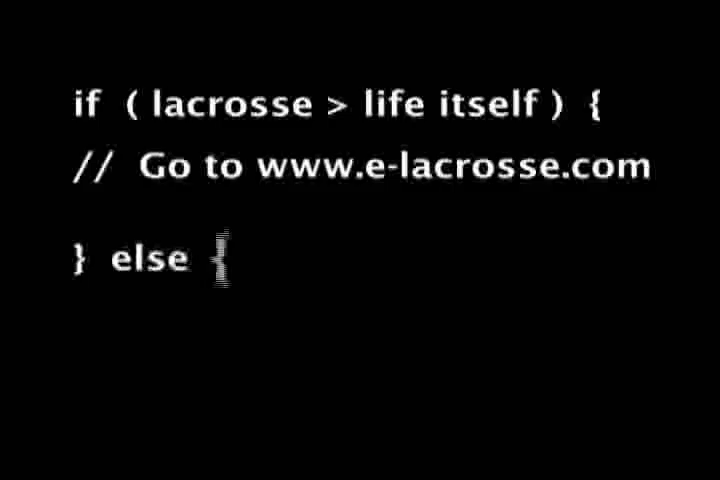 if ( lacrosse > life itself ) {
// Go to www.e-lacrosse.com
} else {